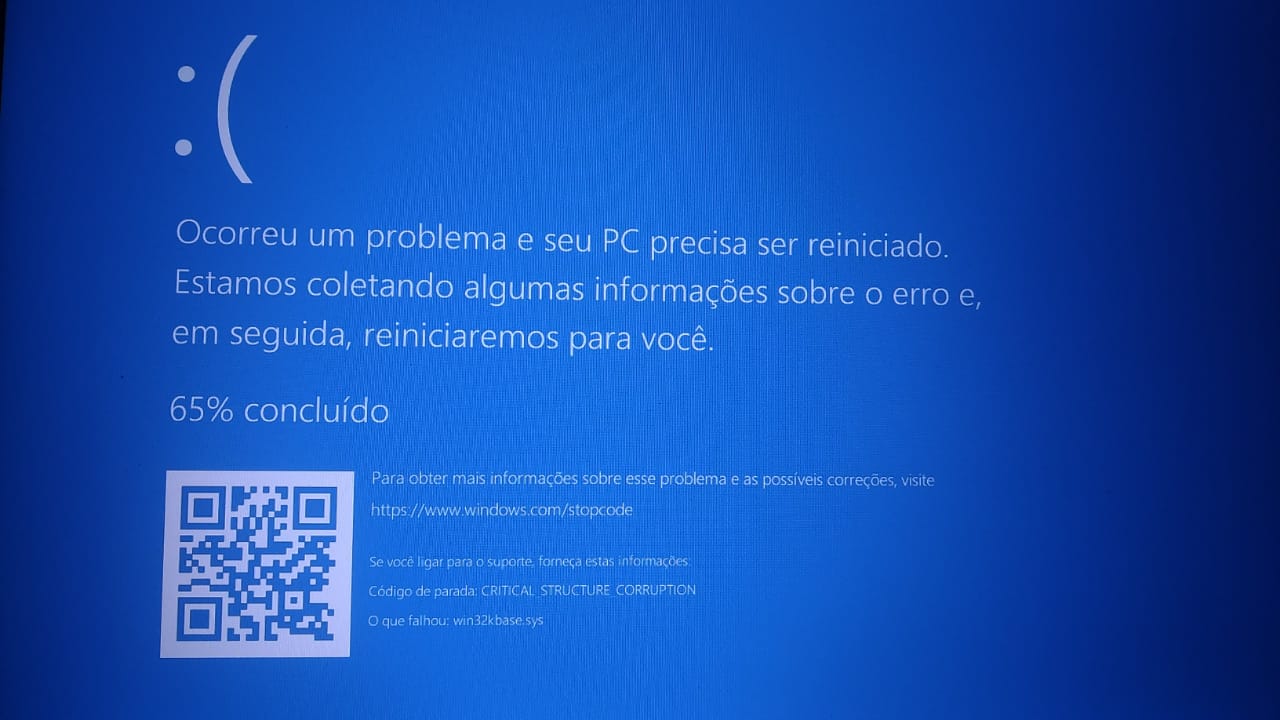 :(
Ocorreu um problema e seu PC precisa ser reiniciado.
Estamos coletando algumas informações sobre o erro e,
em seguida, reiniciaremos para você.
65% concluído
Para obter mais informações sobre esse problema e as possíveis correções, visite
https://www.windows.com/stopcode
Se você ligar para o suporte, forneça estas informações:
Código de parada: CRITICAL_STRUCTURE_CORRUPTION
O que falhou: win32kbase.sys